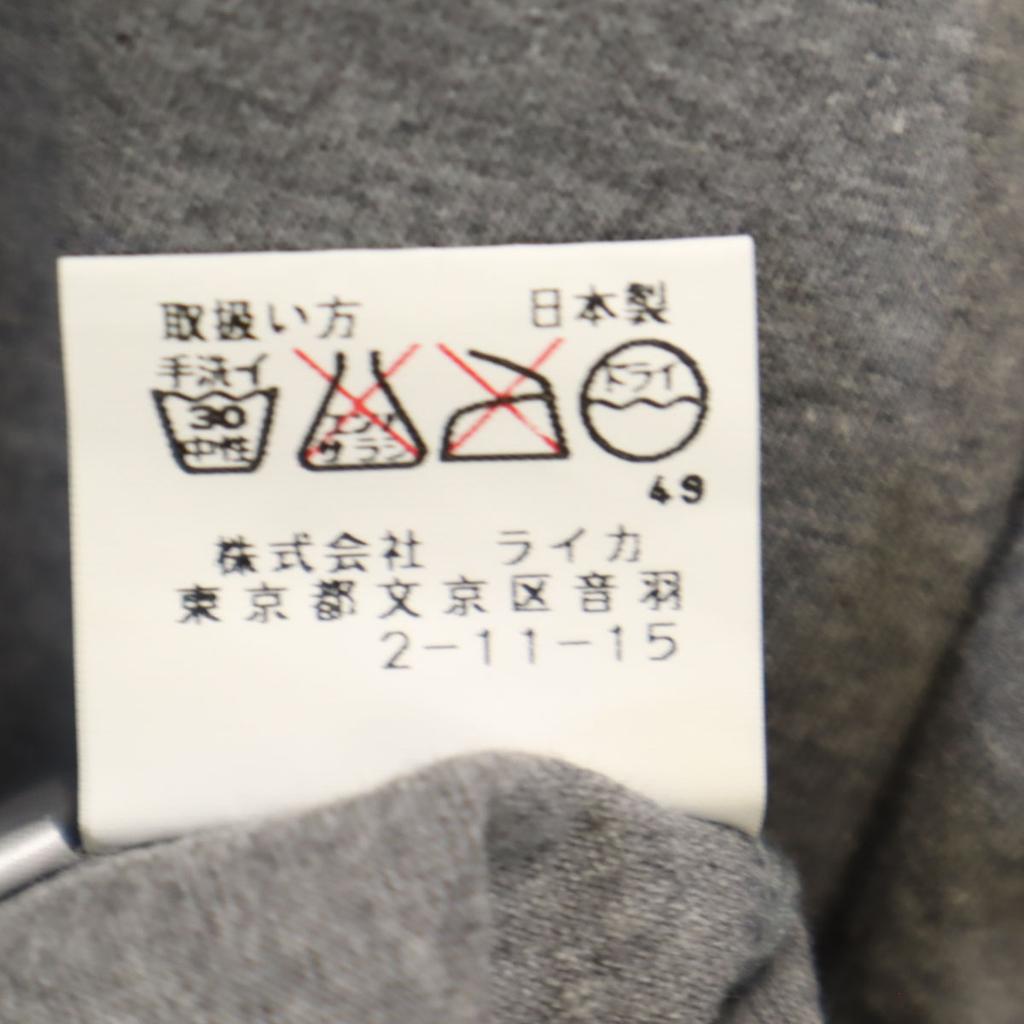 取扱い方 日本製
手洗イ
30
中性
エンソ
サラシ
ドライ
49
株式会社 ライカ
東京都文京区音羽
2-11-15